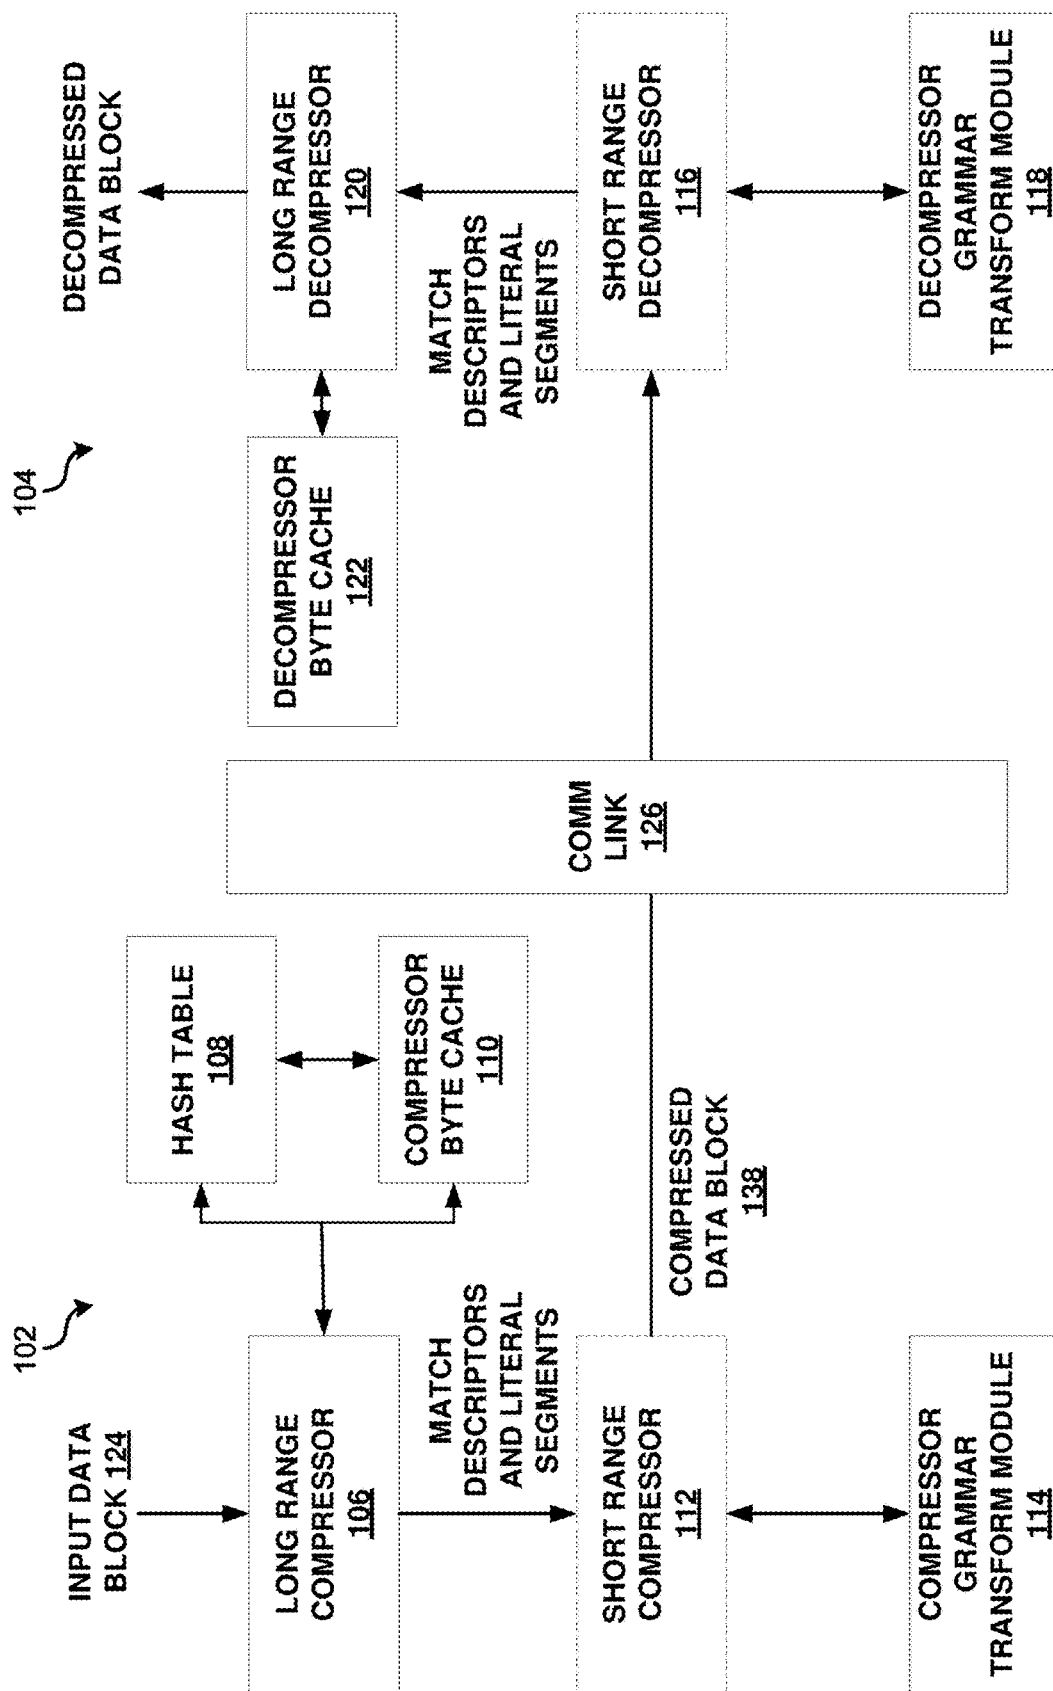 102
INPUT DATA
BLOCK 124
LONG RANGE
COMPRESSOR
106
HASH TABLE
108
COMPRESSOR
BYTE CACHE
110
MATCH
DESCRIPTORS
AND LITERAL
SEGMENTS
SHORT RANGE
COMPRESSOR
112
COMPRESSED
DATA BLOCK
138
COMPRESSOR
GRAMMAR
TRANSFORM MODULE
114
COMM
LINK
126
104
DECOMPRESSED
DATA BLOCK
DECOMPRESSOR
BYTE CACHE
122
LONG RANGE
DECOMPRESSOR
120
MATCH
DESCRIPTORS
AND LITERAL
SEGMENTS
SHORT RANGE
DECOMPRESSOR
116
DECOMPRESSOR
GRAMMAR
TRANSFORM MODULE
118